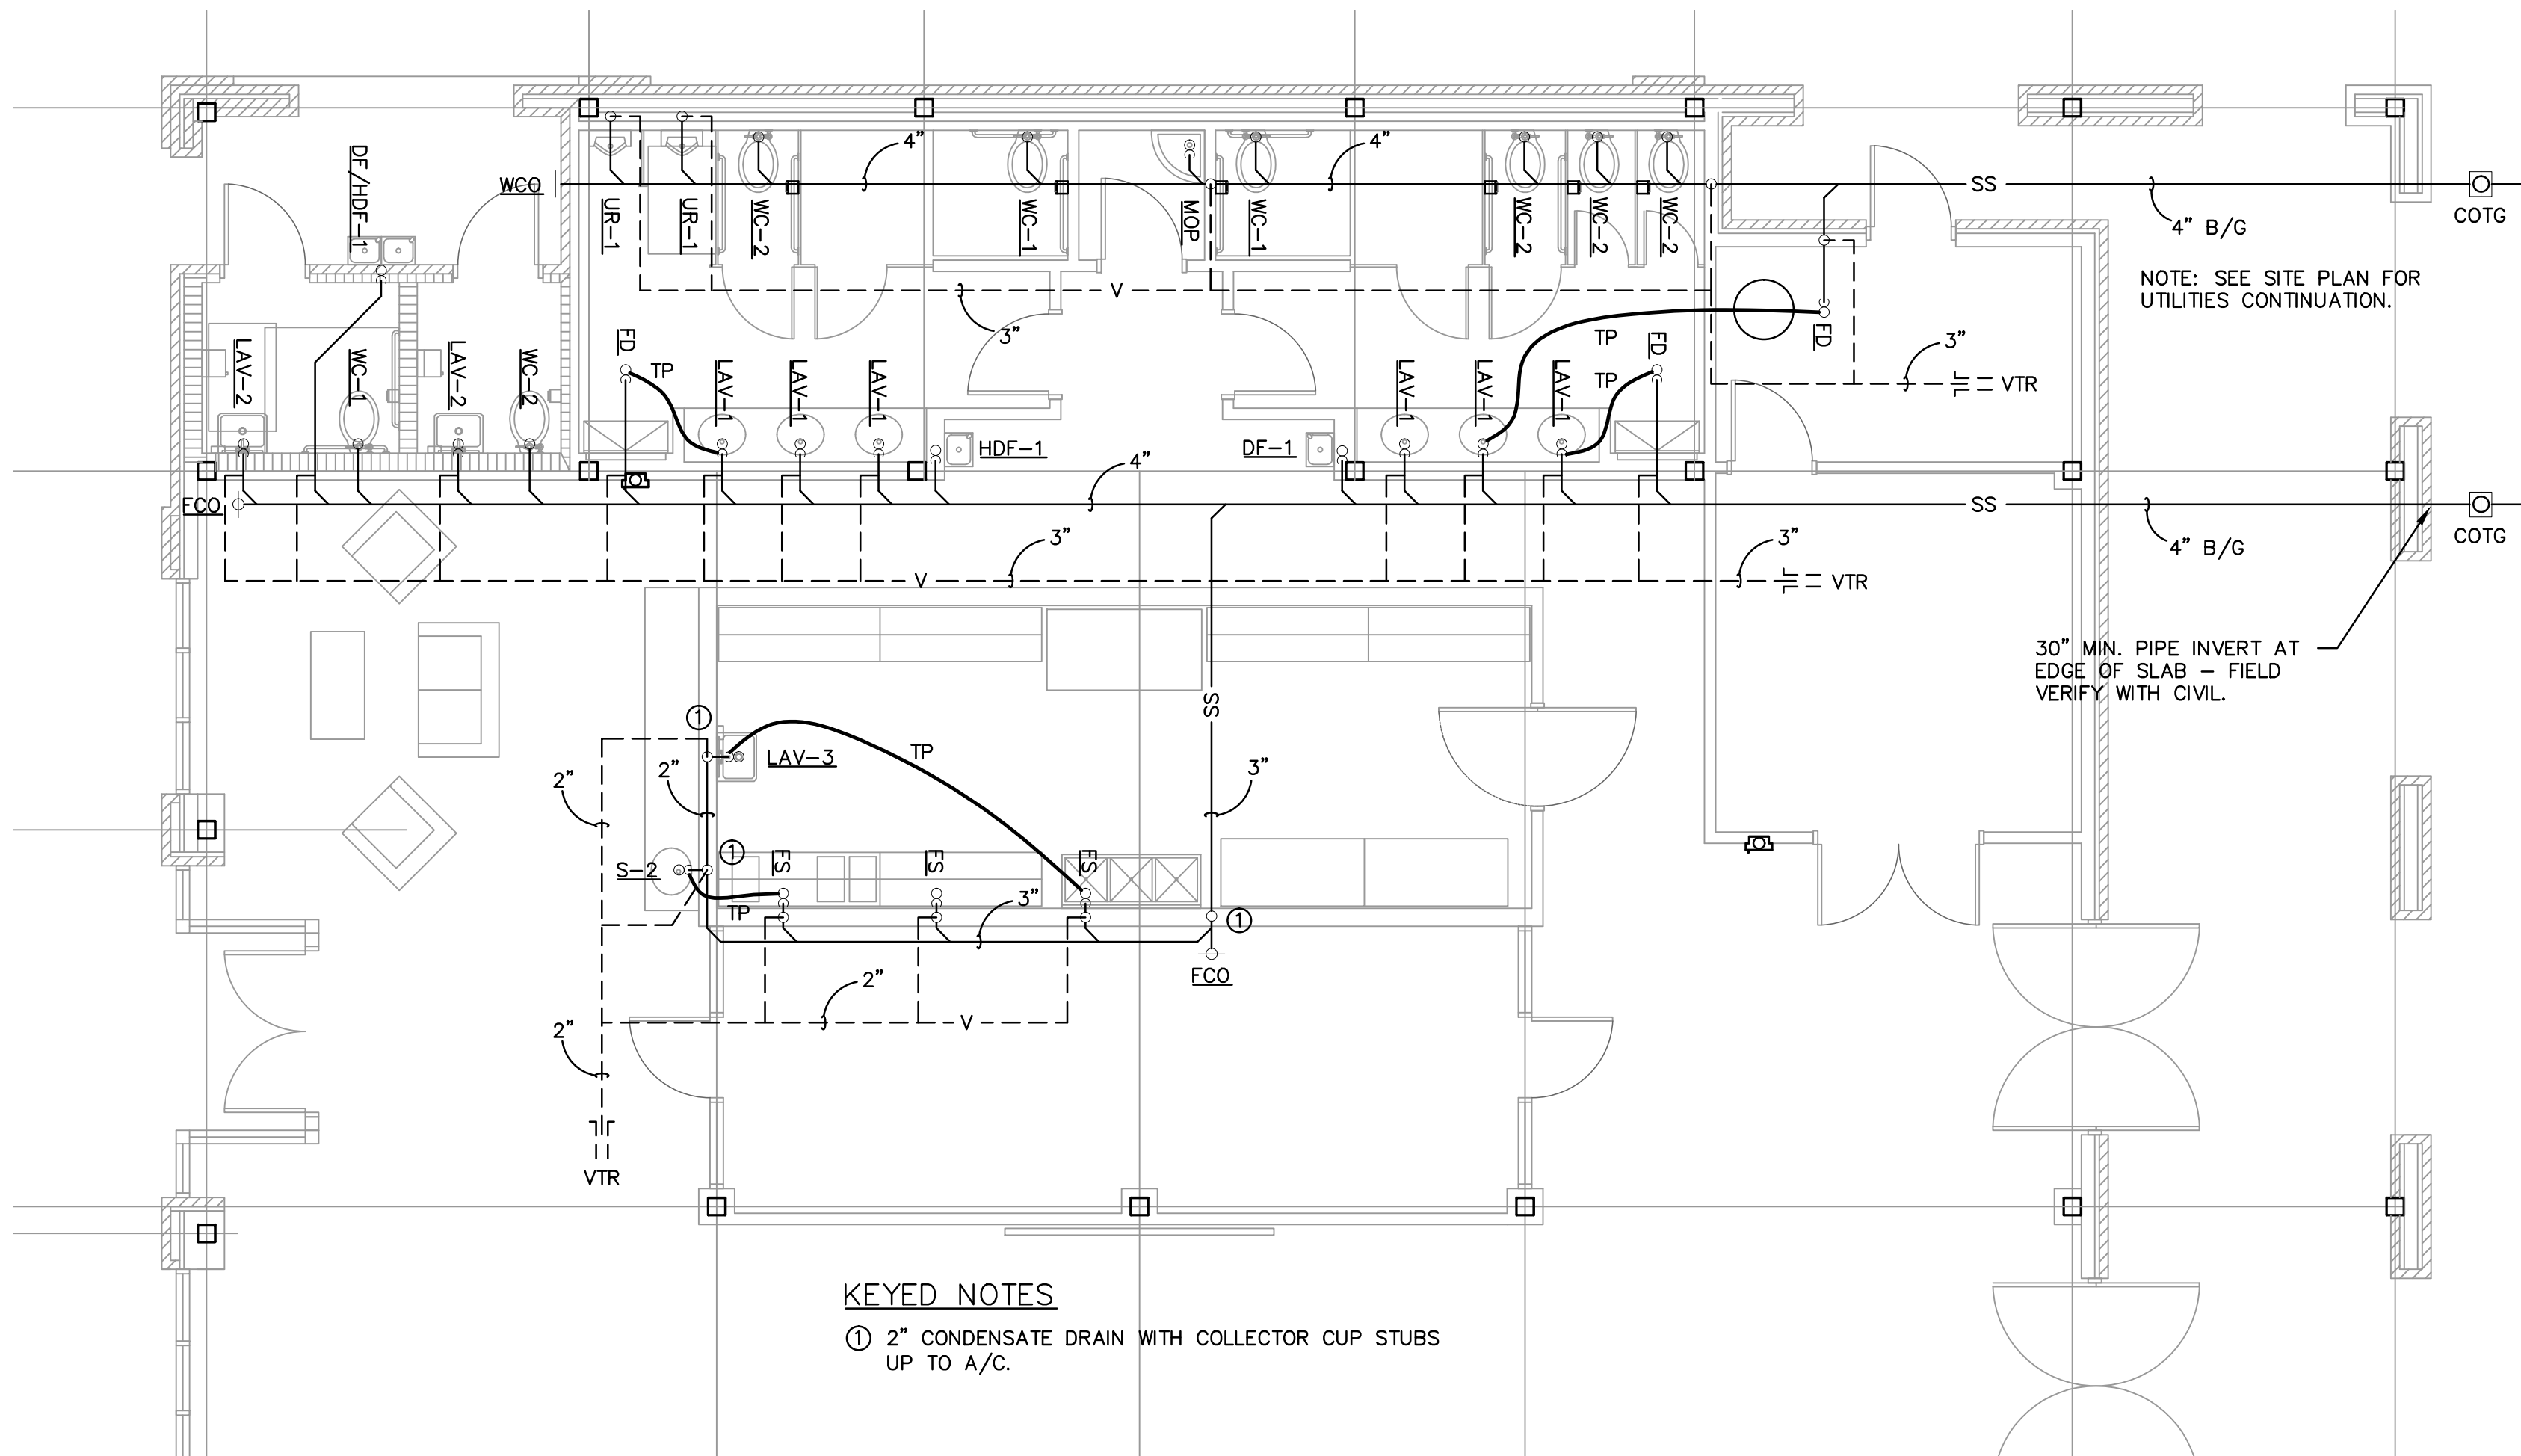 DF/HDF-1
WCO
UR-1
UR-1
WC-2
4”
WC-1
MOP
WC-1
4”
WC-2
WC-2
WC-2
SS
4” B/G
COTG
NOTE: SEE SITE PLAN FOR
UTILITIES CONTINUATION.
V
3”
LAV-2
WC-1
LAV-2
WC-2
FD
TP
LAV-1
LAV-1
LAV-1
HDF-1
DF-1
LAV-1
LAV-1
LAV-1
TP
TP
FD
FD
3”
VTR
FCO
4”
SS
4” B/G
COTG
3”
V
3”
VTR
30” MIN. PIPE INVERT AT
EDGE OF SLAB – FIELD
VERIFY WITH CIVIL.
SS
1
LAV-3
TP
2”
2”
3”
1
S-2
FS
FS
FS
TP
3”
1
FCO
2”
V
2”
VTR
KEYED NOTES
1 2” CONDENSATE DRAIN WITH COLLECTOR CUP STUBS
UP TO A/C.